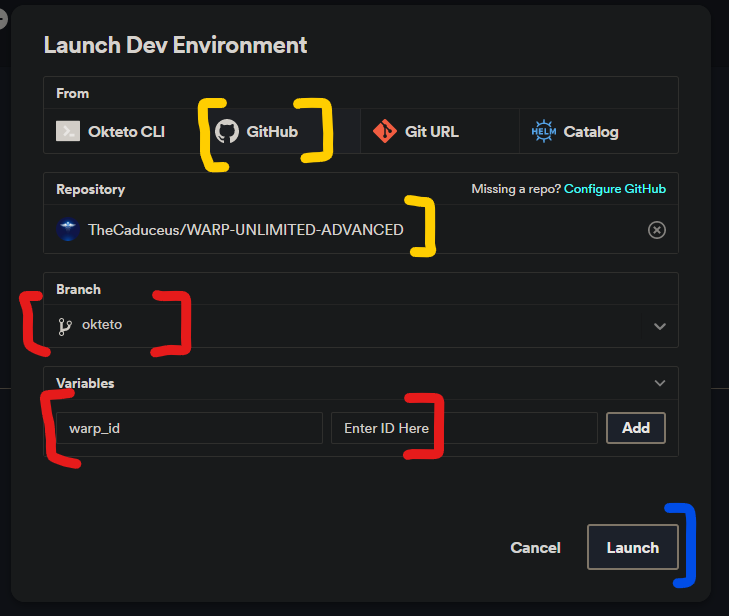 Launch Dev Environment
From
Okteto CLI
GitHub
Git URL
HELM Catalog
Repository
Missing a repo? Configure GitHub
TheCaduceus/WARP-UNLIMITED-ADVANCED
Branch
okteto
Variables
warp_id
Enter ID Here
Add
Cancel
Launch